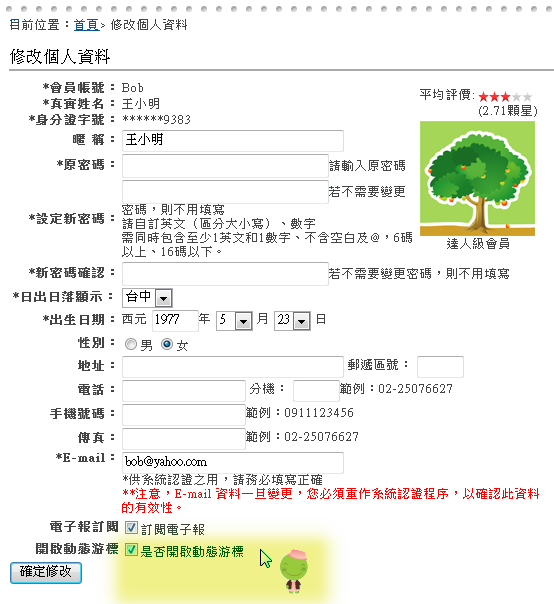 目前位置：首頁> 修改個人資料
修改個人資料
*會員帳號： Bob
*真實姓名： 王小明
*身分證字號： ******9383
平均評價：
(2.71顆星)
達人級會員
暱 稱： 王小明
*原密碼： 請輸入原密碼
*設定新密碼： 若不需要變更
密碼，則不用填寫
請自訂英文（區分大小寫）、數字
需同時包含至少1英文和1數字、不含空白及@，6碼
以上、16碼以下。
*新密碼確認： 若不需要變更密碼，則不用填寫
*日出日落顯示： 台中
*出生日期： 西元 1977 年 5 月 23 日
性別： 男 女
地址： 郵遞區號：
電話： 分機： 範例：02-25076627
手機號碼： 範例：0911123456
傳真： 範例：02-25076627
*E-mail： bob@yahoo.com
*供系統認證之用，請務必填寫正確
**注意，E-mail 資料一旦變更，您必須重作系統認證程序，以確認此資料
的有效性。
電子報訂閱 訂閱電子報
開啟動態游標 是否開啟動態游標
確定修改